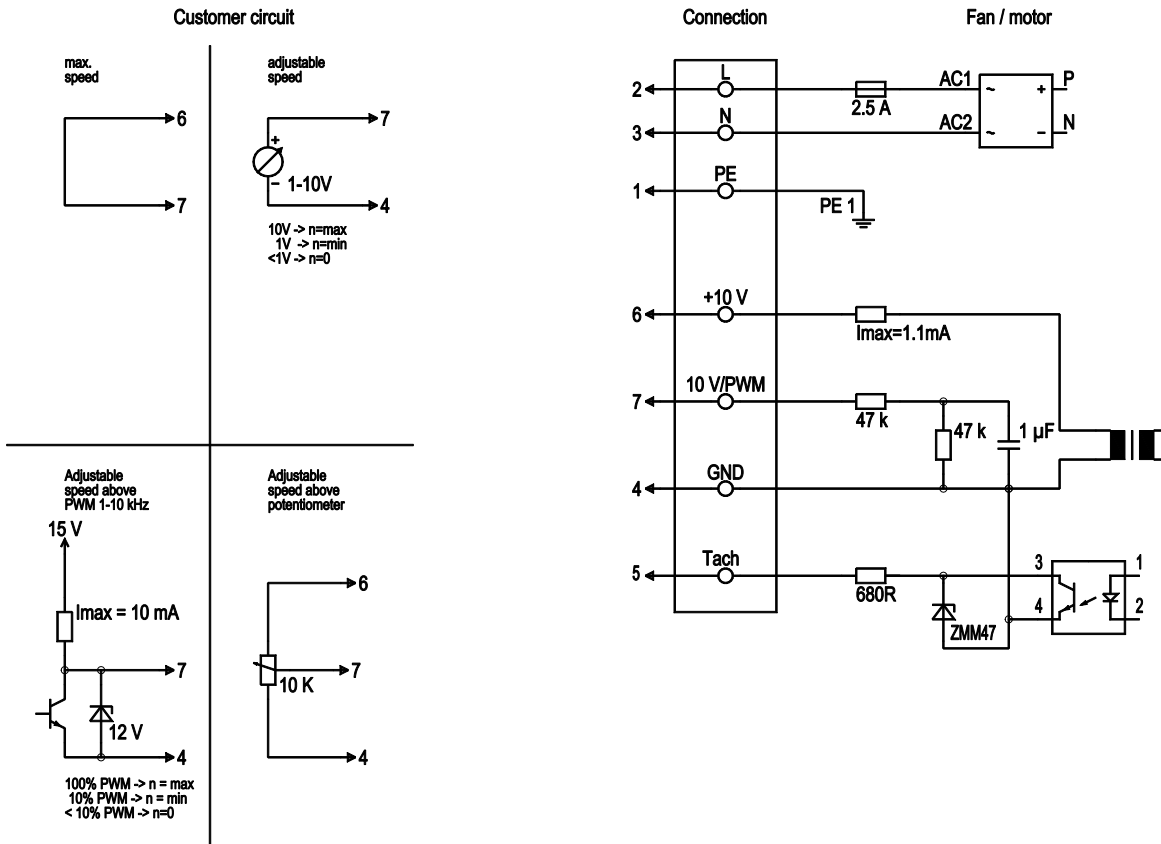 Customer circuit
max.
speed
6
7
adjustable
speed
7
+
− 1-10V
4
10V -> n=max
1V -> n=min
<1V -> n=0
Adjustable
speed above
PWM 1-10 kHz
15 V
Imax = 10 mA
7
12 V
4
100% PWM -> n = max
10% PWM -> n = min
< 10% PWM -> n=0
Adjustable
speed above
potentiometer
6
7
10 K
4
Connection
Fan / motor
2 L 2.5 A AC1 ~ + P
3 N AC2 ~ − N
1 PE PE 1
6 +10 V Imax=1.1mA
7 10 V/PWM 47 k
47 k 1 µF
4 GND
5 Tach 680R 3 1
4 2
ZMM47